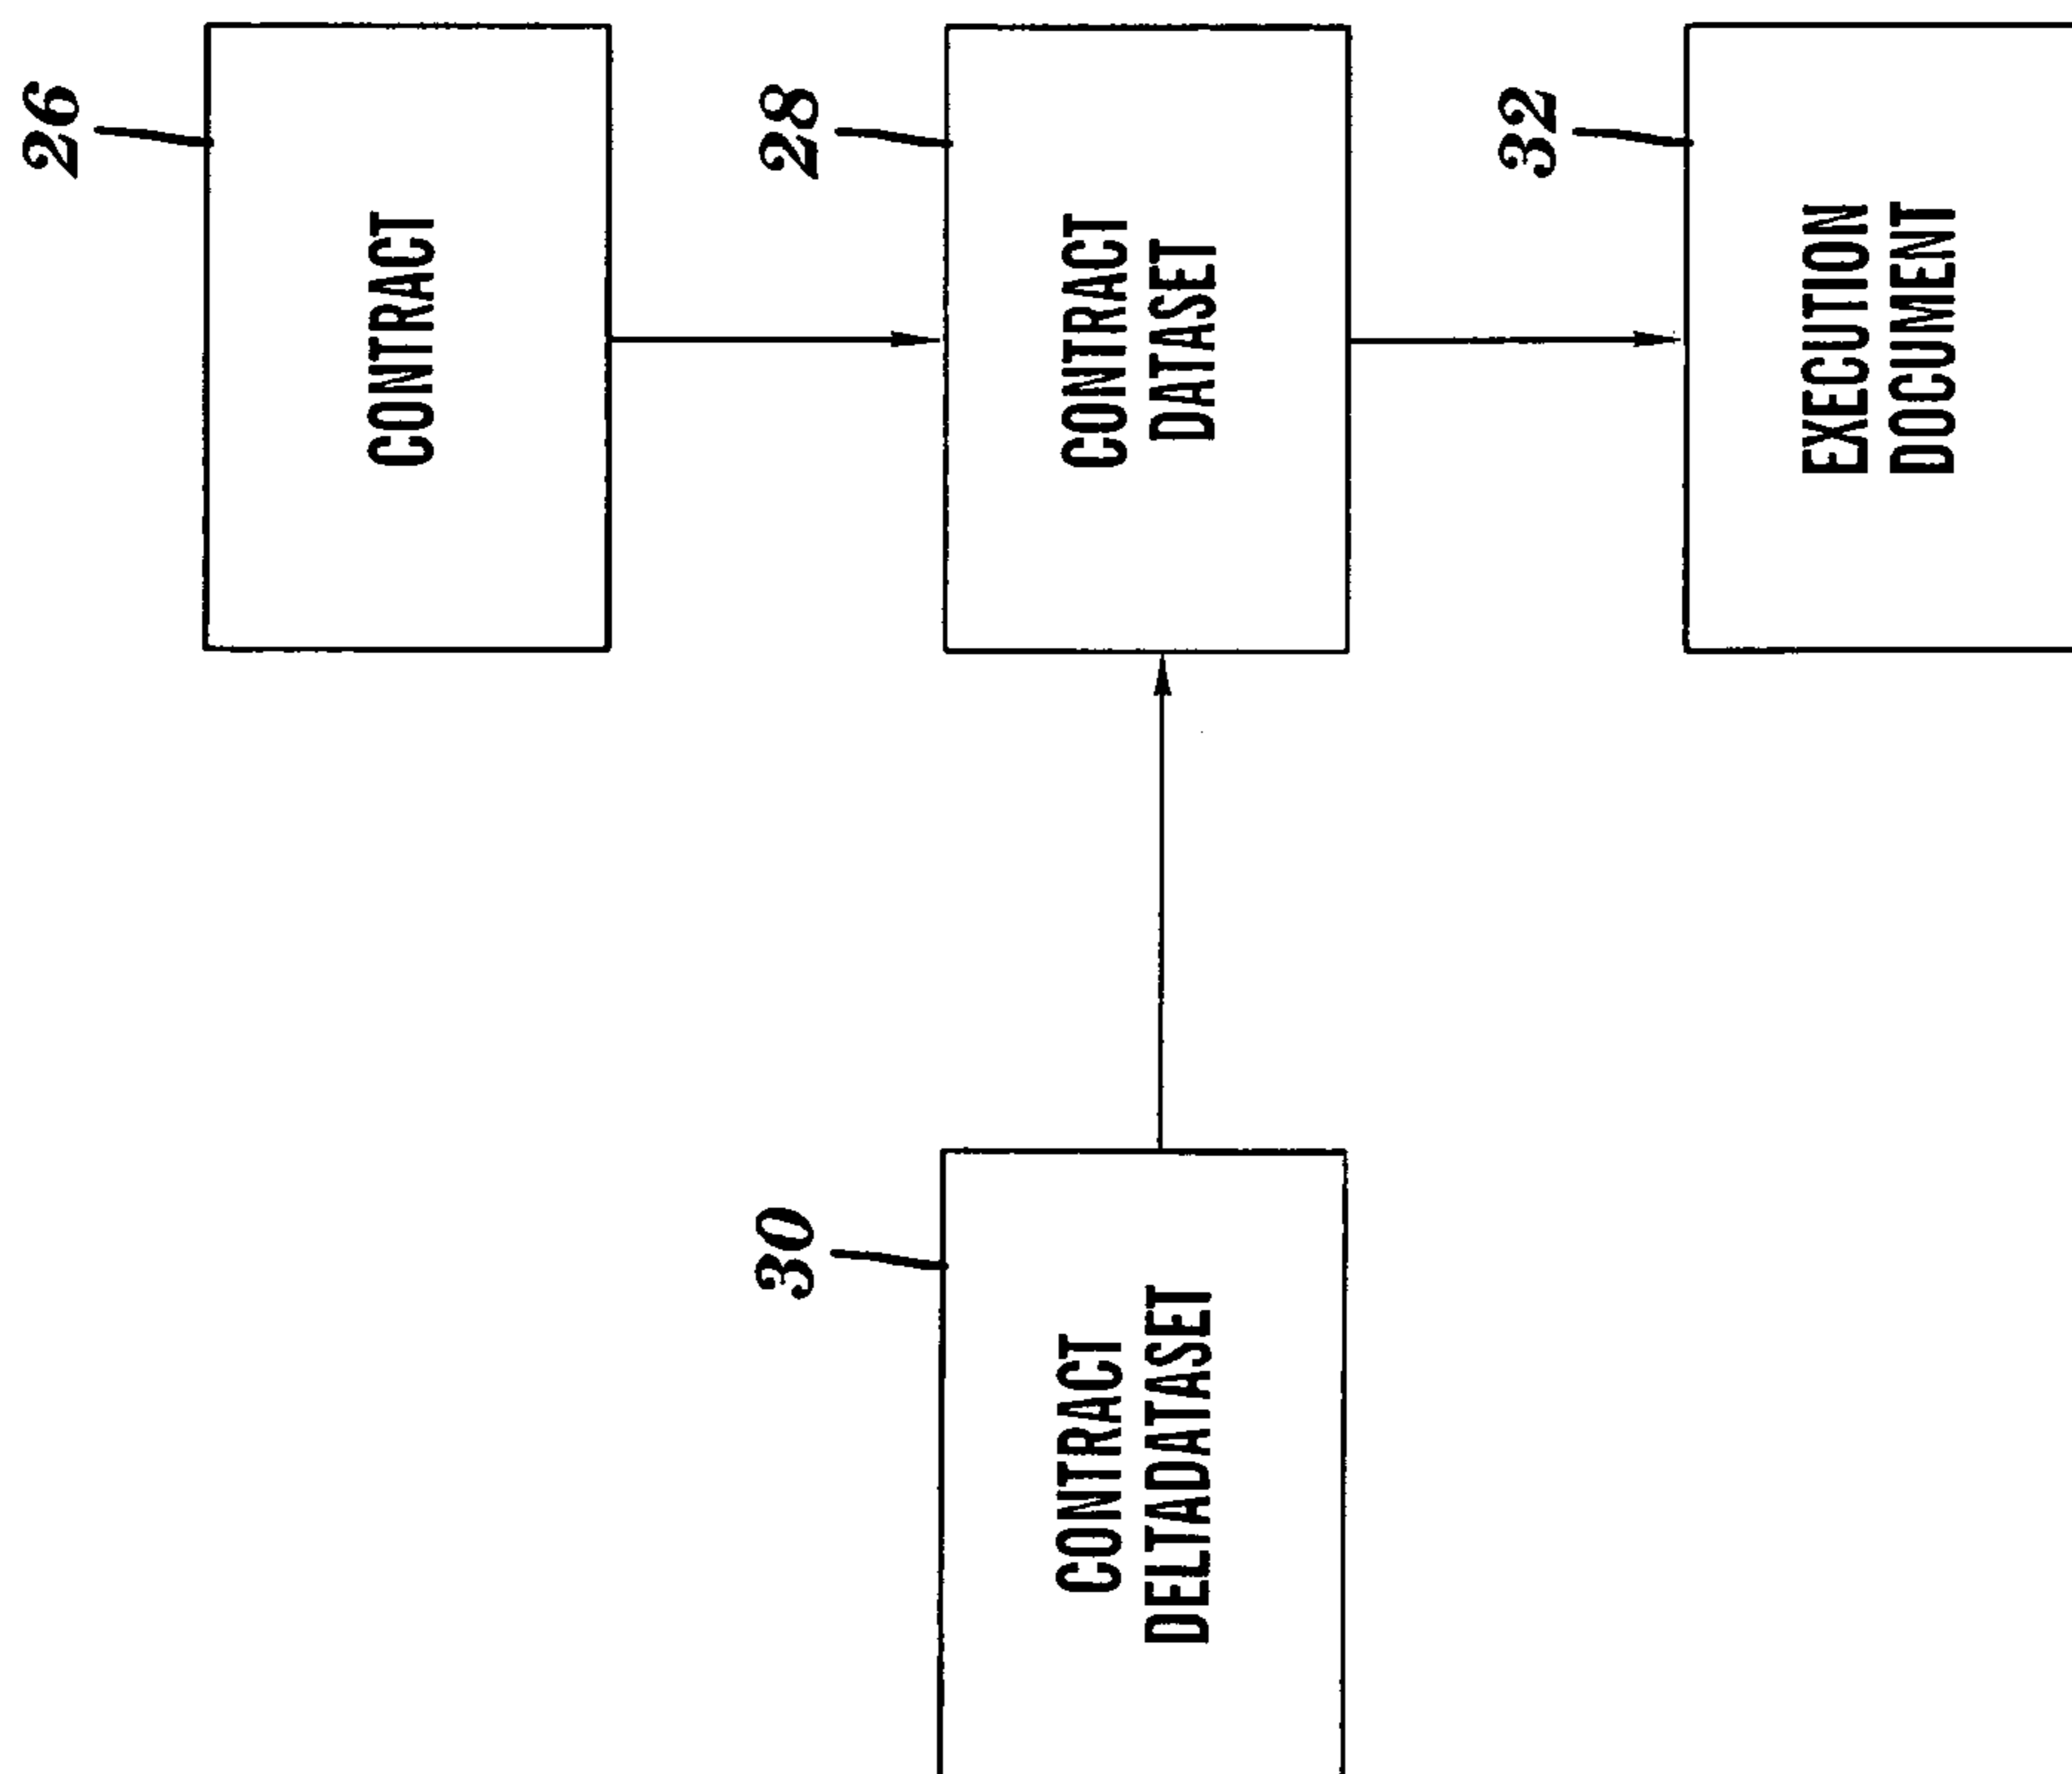 26
CONTRACT
28
CONTRACT
DATASET
32
EXECUTION
DOCUMENT
30
CONTRACT
DELTADATASET